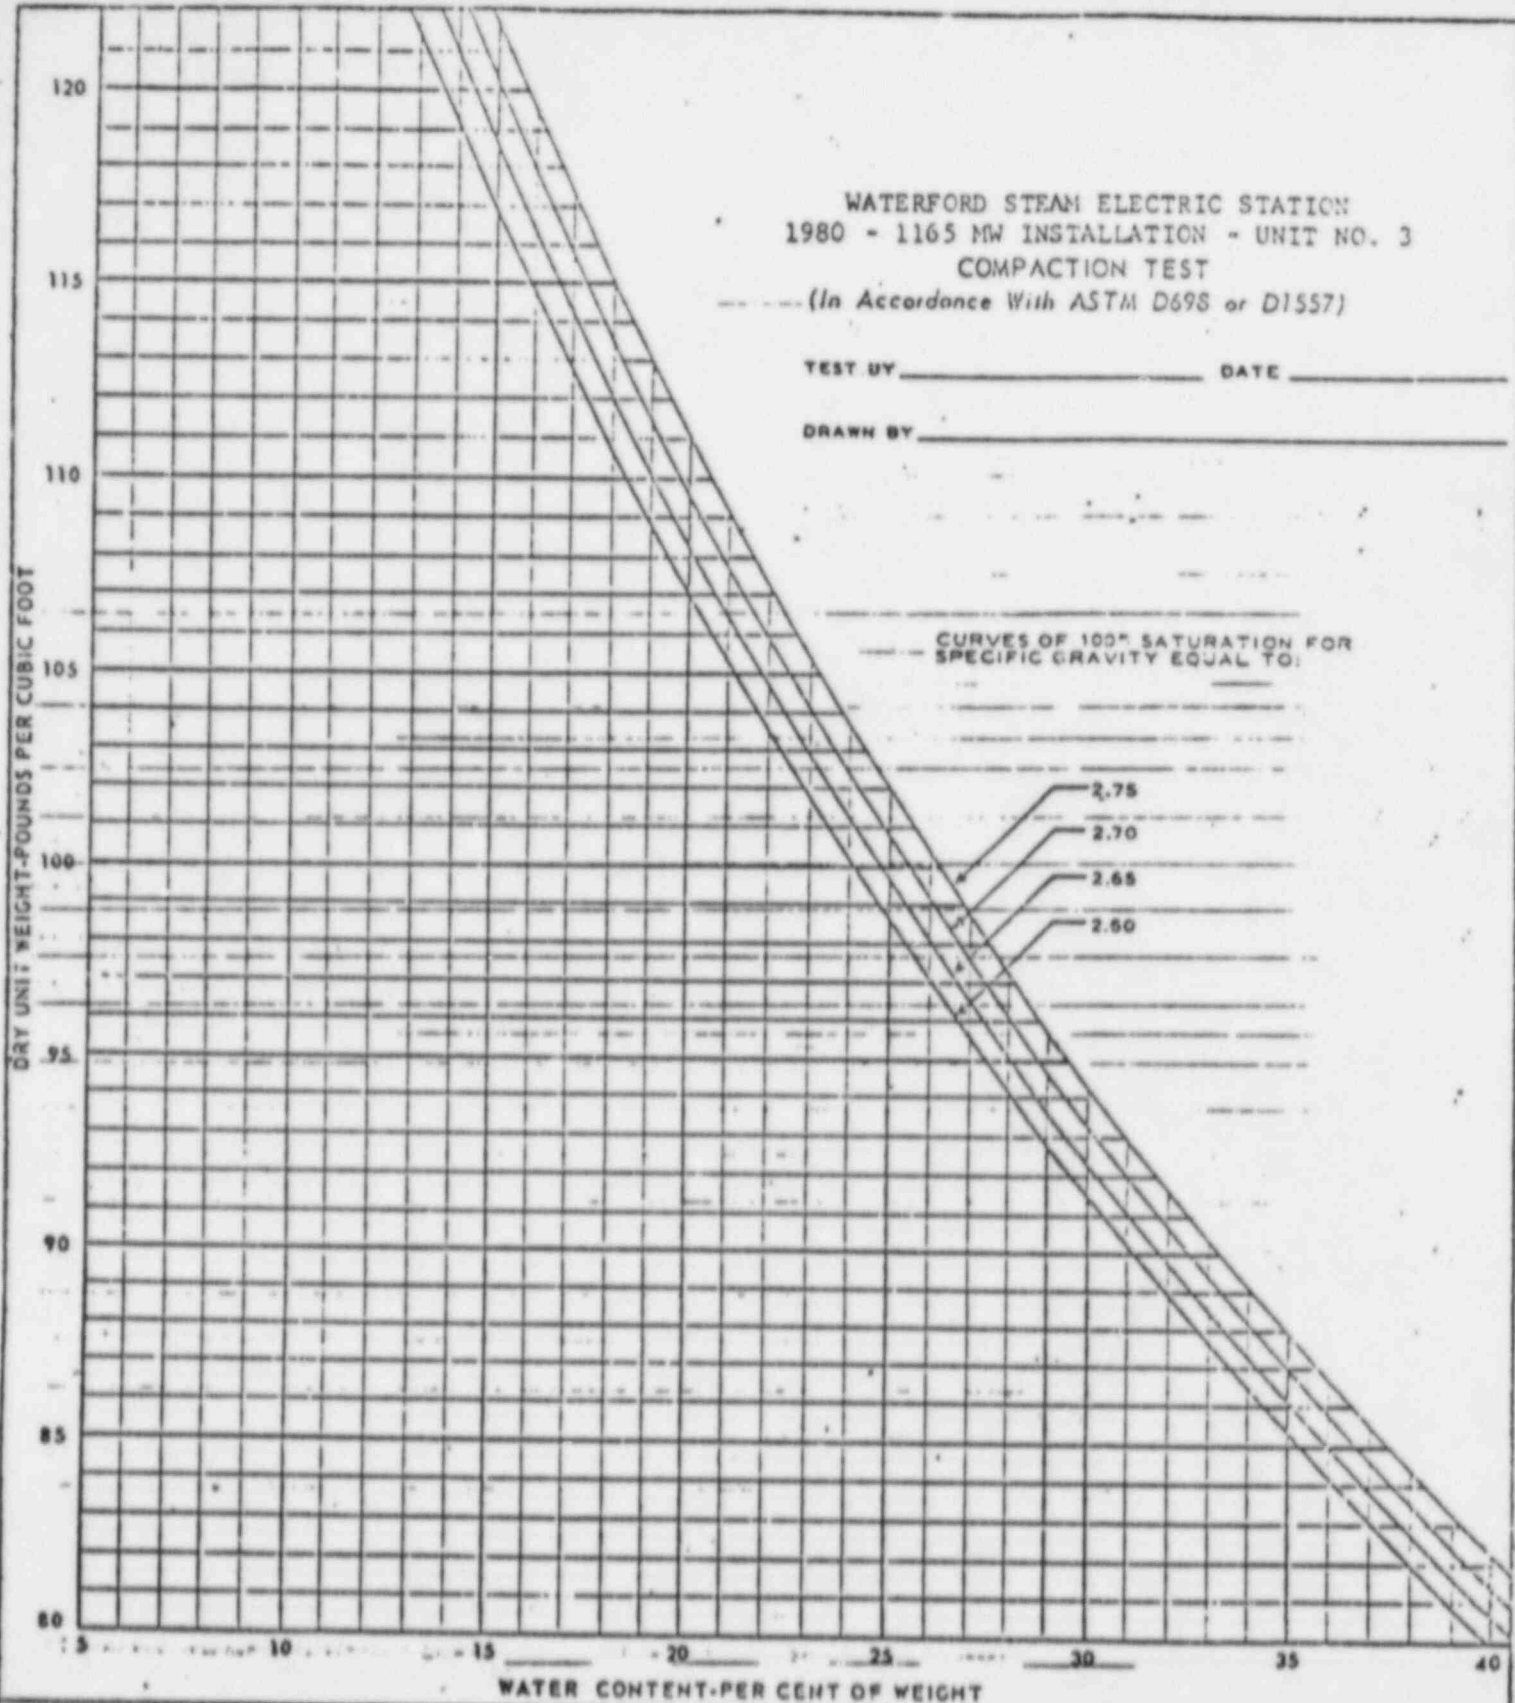 WATERFORD STEAM ELECTRIC STATION
1980 - 1165 MW INSTALLATION - UNIT NO. 3
COMPACTION TEST
(In Accordance With ASTM D698 or D1557)
TEST BY DATE
DRAWN BY
CURVES OF 100% SATURATION FOR
SPECIFIC GRAVITY EQUAL TO:
2.75
2.70
2.65
2.60
DRY UNIT WEIGHT-POUNDS PER CUBIC FOOT
120
115
110
105
100
95
90
85
80
5 10 15 20 25 30 35 40
WATER CONTENT-PER CENT OF WEIGHT